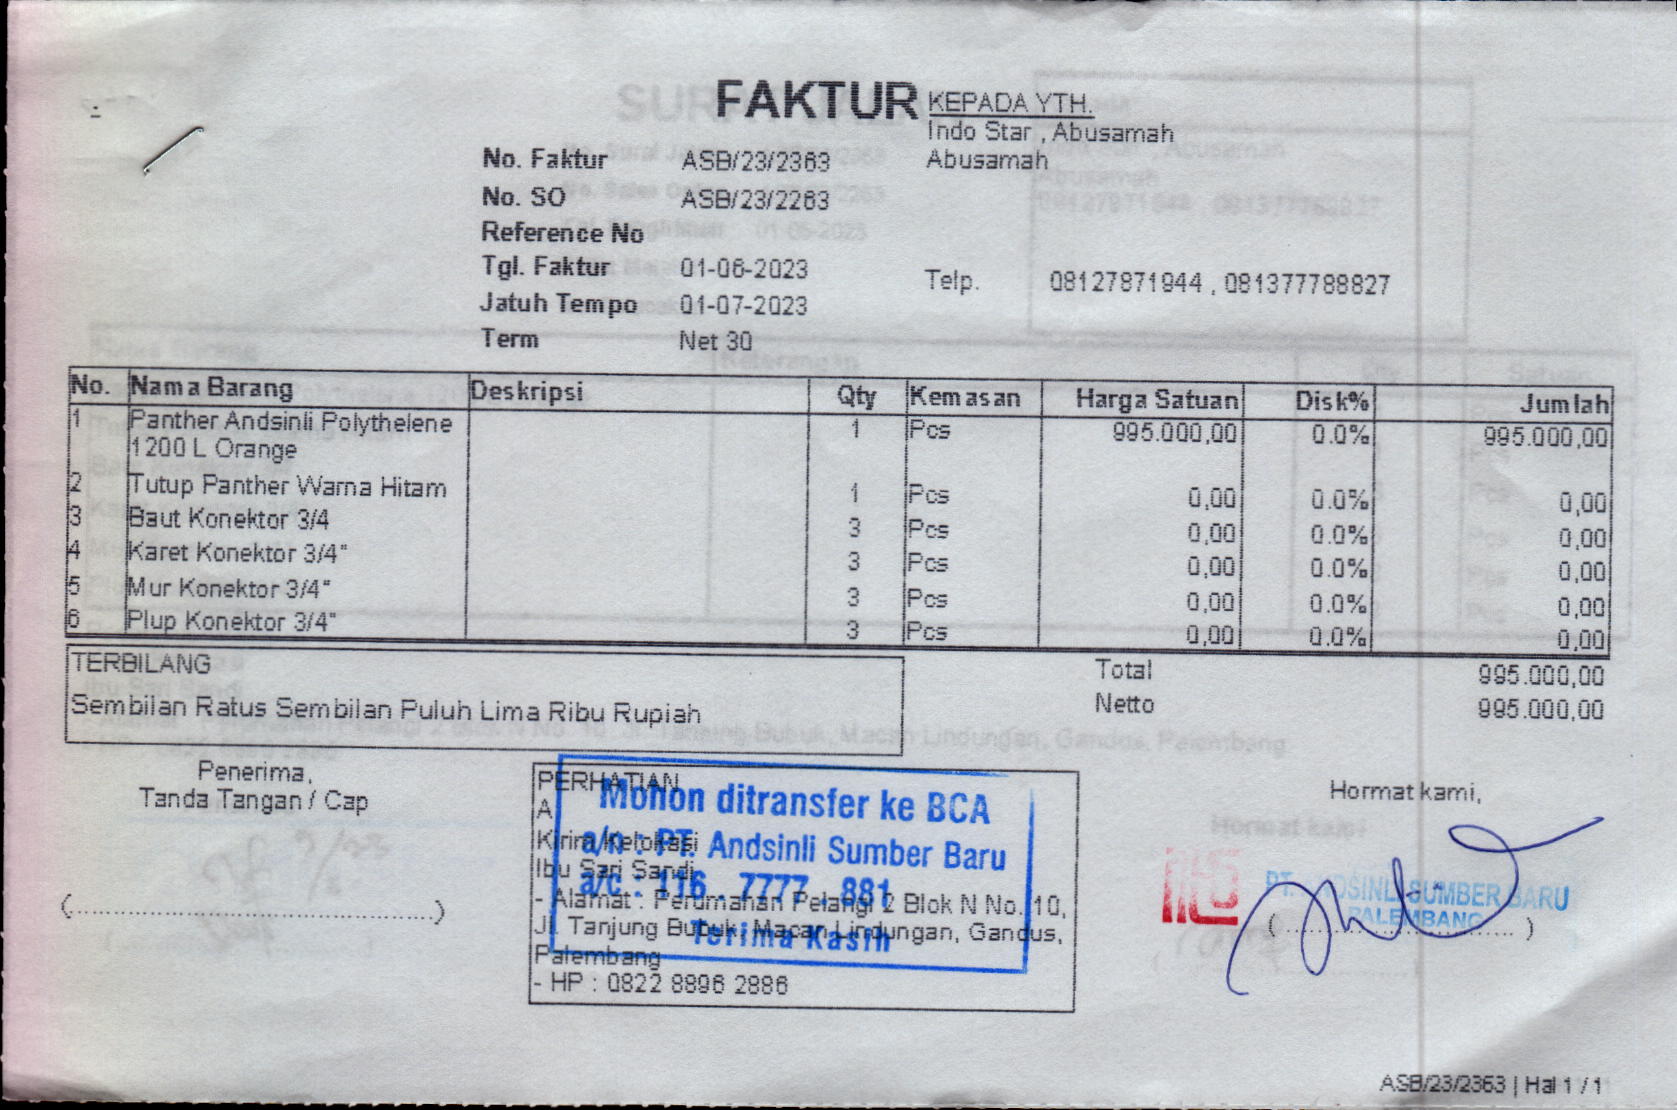 FAKTUR
KEPADA YTH.
Indo Star , Abusamah
Abusamah
No. Faktur ASB/23/2363
No. SO ASB/23/2263
Reference No
Tgl. Faktur 01-06-2023
Telp. 08127871944 , 081377788827
Jatuh Tempo 01-07-2023
Term Net 30
No. Nama Barang Deskripsi Qty Kemasan Harga Satuan Disk% Jumlah
1 Panther Andsinli Polythelene 1 Pcs 995.000,00 0.0% 995.000,00
1200 L Orange
2 Tutup Panther Warna Hitam 1 Pcs 0,00 0.0% 0,00
3 Baut Konektor 3/4 3 Pcs 0,00 0.0% 0,00
4 Karet Konektor 3/4" 3 Pcs 0,00 0.0% 0,00
5 Mur Konektor 3/4" 3 Pcs 0,00 0.0% 0,00
6 Plup Konektor 3/4" 3 Pcs 0,00 0.0% 0,00
TERBILANG
Sembilan Ratus Sembilan Puluh Lima Ribu Rupiah
Total 995.000,00
Netto 995.000,00
Penerima,
Tanda Tangan / Cap
(........................................)
PERHATIAN
A
Kirim/Ke lokasi
Ibu Sari Sandi
- Alamat : Perumahan Pelangi 2 Blok N No. 10,
Jl. Tanjung Bubuk, Macan Lindungan, Gandus,
Palembang
- HP : 0822 8896 2886
Mohon ditransfer ke BCA
a/n : PT. Andsinli Sumber Baru
a/c : 116 . 7777 . 881
Terima Kasih
Hormat kami,
PT. ANDSINLI SUMBER BARU
PALEMBANG
ASB/23/2363 | Hal 1 / 1